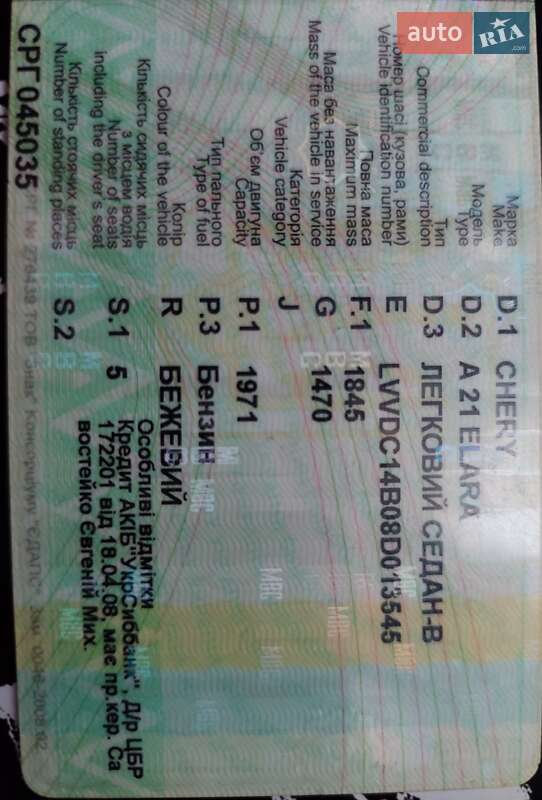 auto RIA .com
Марка
Make
D.1 CHERY
Модель
Type
D.2 A 21 ELARA
Тип
Commercial description
D.3 ЛЕГКОВИЙ СЕДАН-В
Номер шасі (кузова, рами)
Vehicle identification number
E LVVDC14B08D013545
Повна маса
Maximum mass
F.1 1845
Маса без навантаження
Mass of the vehicle in service
G 1470
Категорія
Vehicle category
J
Об'єм двигуна
Capacity
P.1 1971
Тип пального
Type of fuel
P.3 Бензин
Колір
Colour of the vehicle
R БЕЖЕВИЙ
Кількість сидячих місць
з місцем водія
Number of seats
including the driver's seat
S.1 5
Кількість стоячих місць
Number of standing places
S.2
Особливі відмітки
Кредит АКІБ"УкрСиббанк", Д/р ЦБР
172201 від 18.04.08, має пр.кер. Са
востейко Євгеній Мих.
СРГ 045035
ТОВ "Знак" Консорціуму "ЄДАПС"